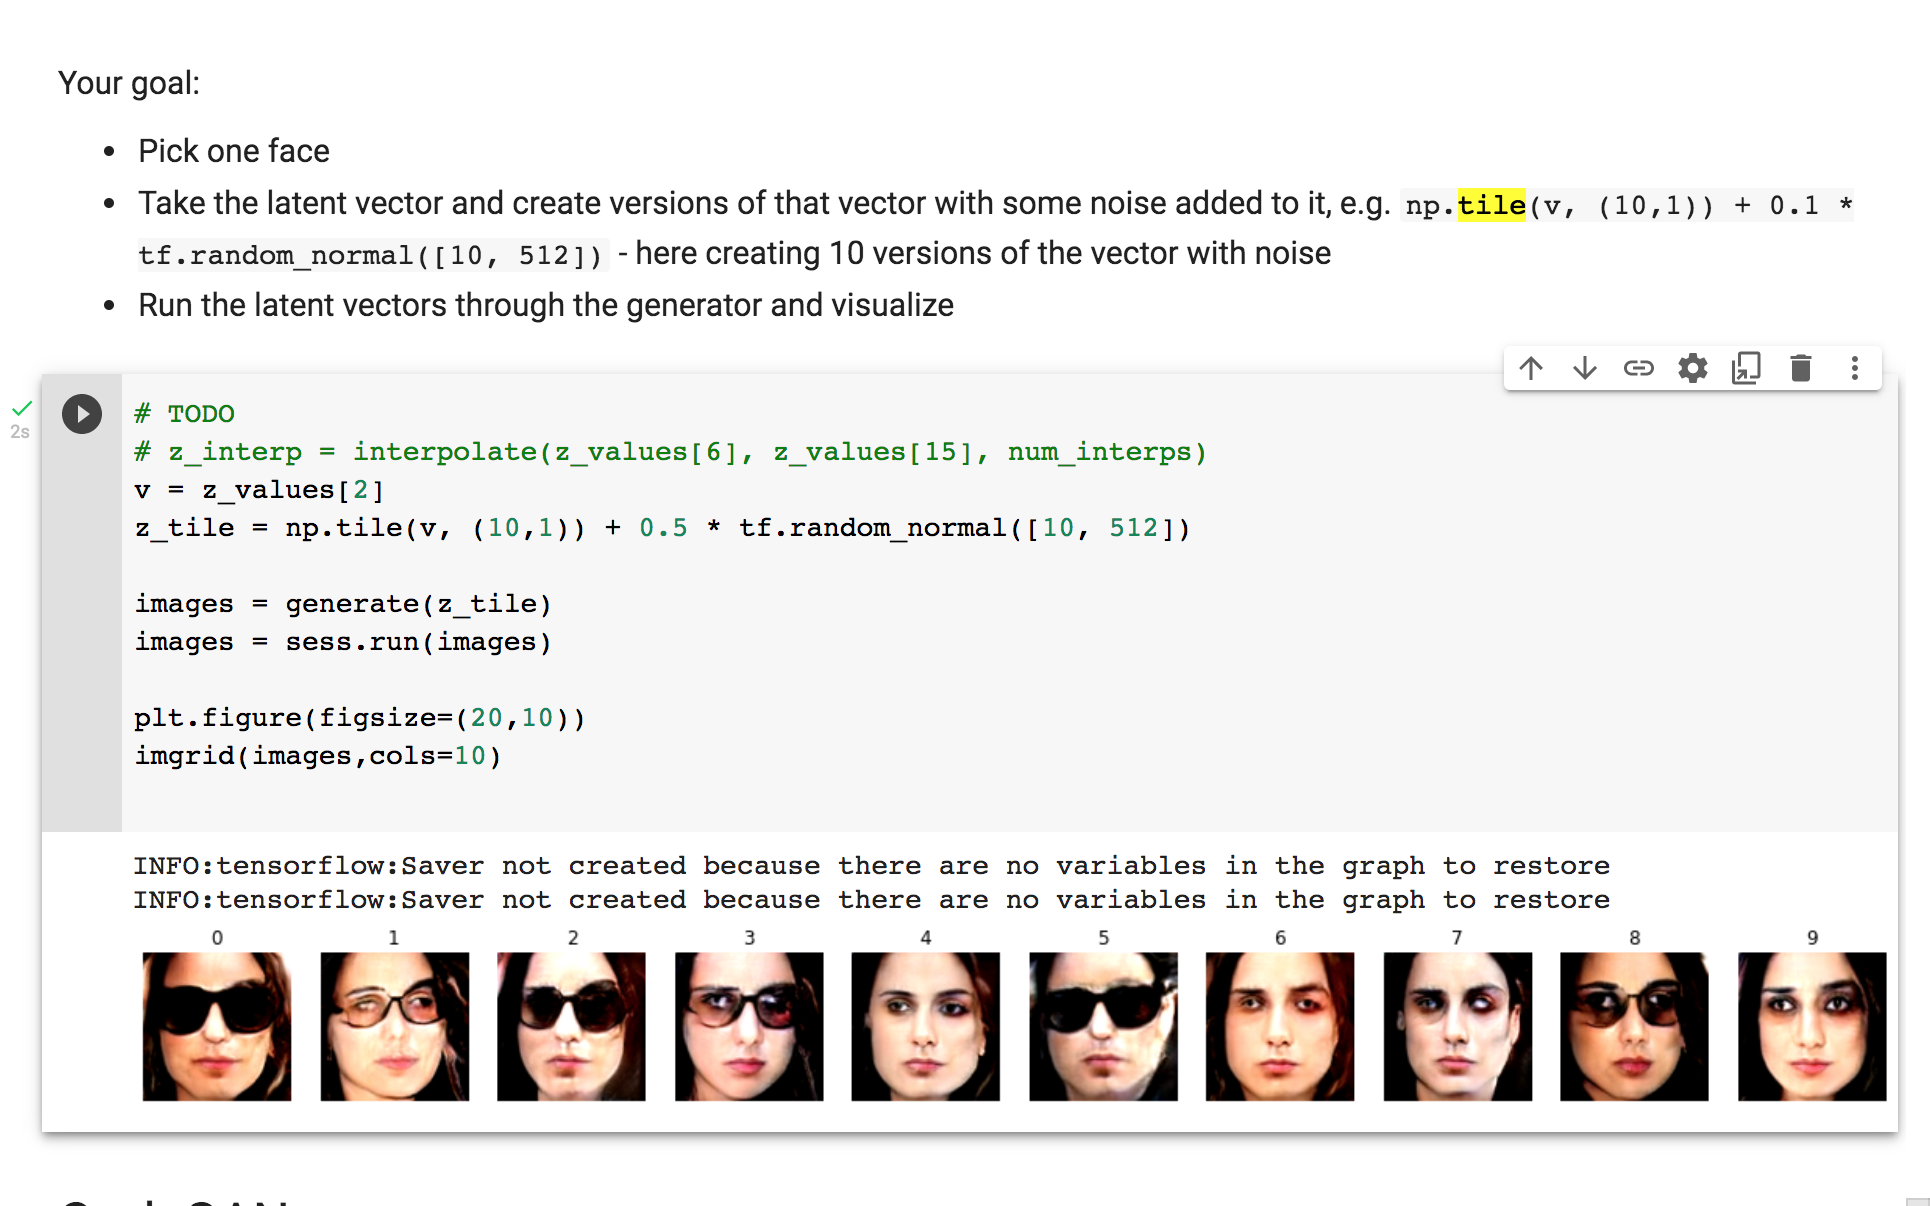 Your goal:
• Pick one face
• Take the latent vector and create versions of that vector with some noise added to it, e.g. np.tile(v, (10,1)) + 0.1 *
tf.random_normal([10, 512]) - here creating 10 versions of the vector with noise
• Run the latent vectors through the generator and visualize
2s
# TODO
# z_interp = interpolate(z_values[6], z_values[15], num_interps)
v = z_values[2]
z_tile = np.tile(v, (10,1)) + 0.5 * tf.random_normal([10, 512])
images = generate(z_tile)
images = sess.run(images)
plt.figure(figsize=(20,10))
imgrid(images,cols=10)
INFO:tensorflow:Saver not created because there are no variables in the graph to restore
INFO:tensorflow:Saver not created because there are no variables in the graph to restore
0 1 2 3 4 5 6 7 8 9